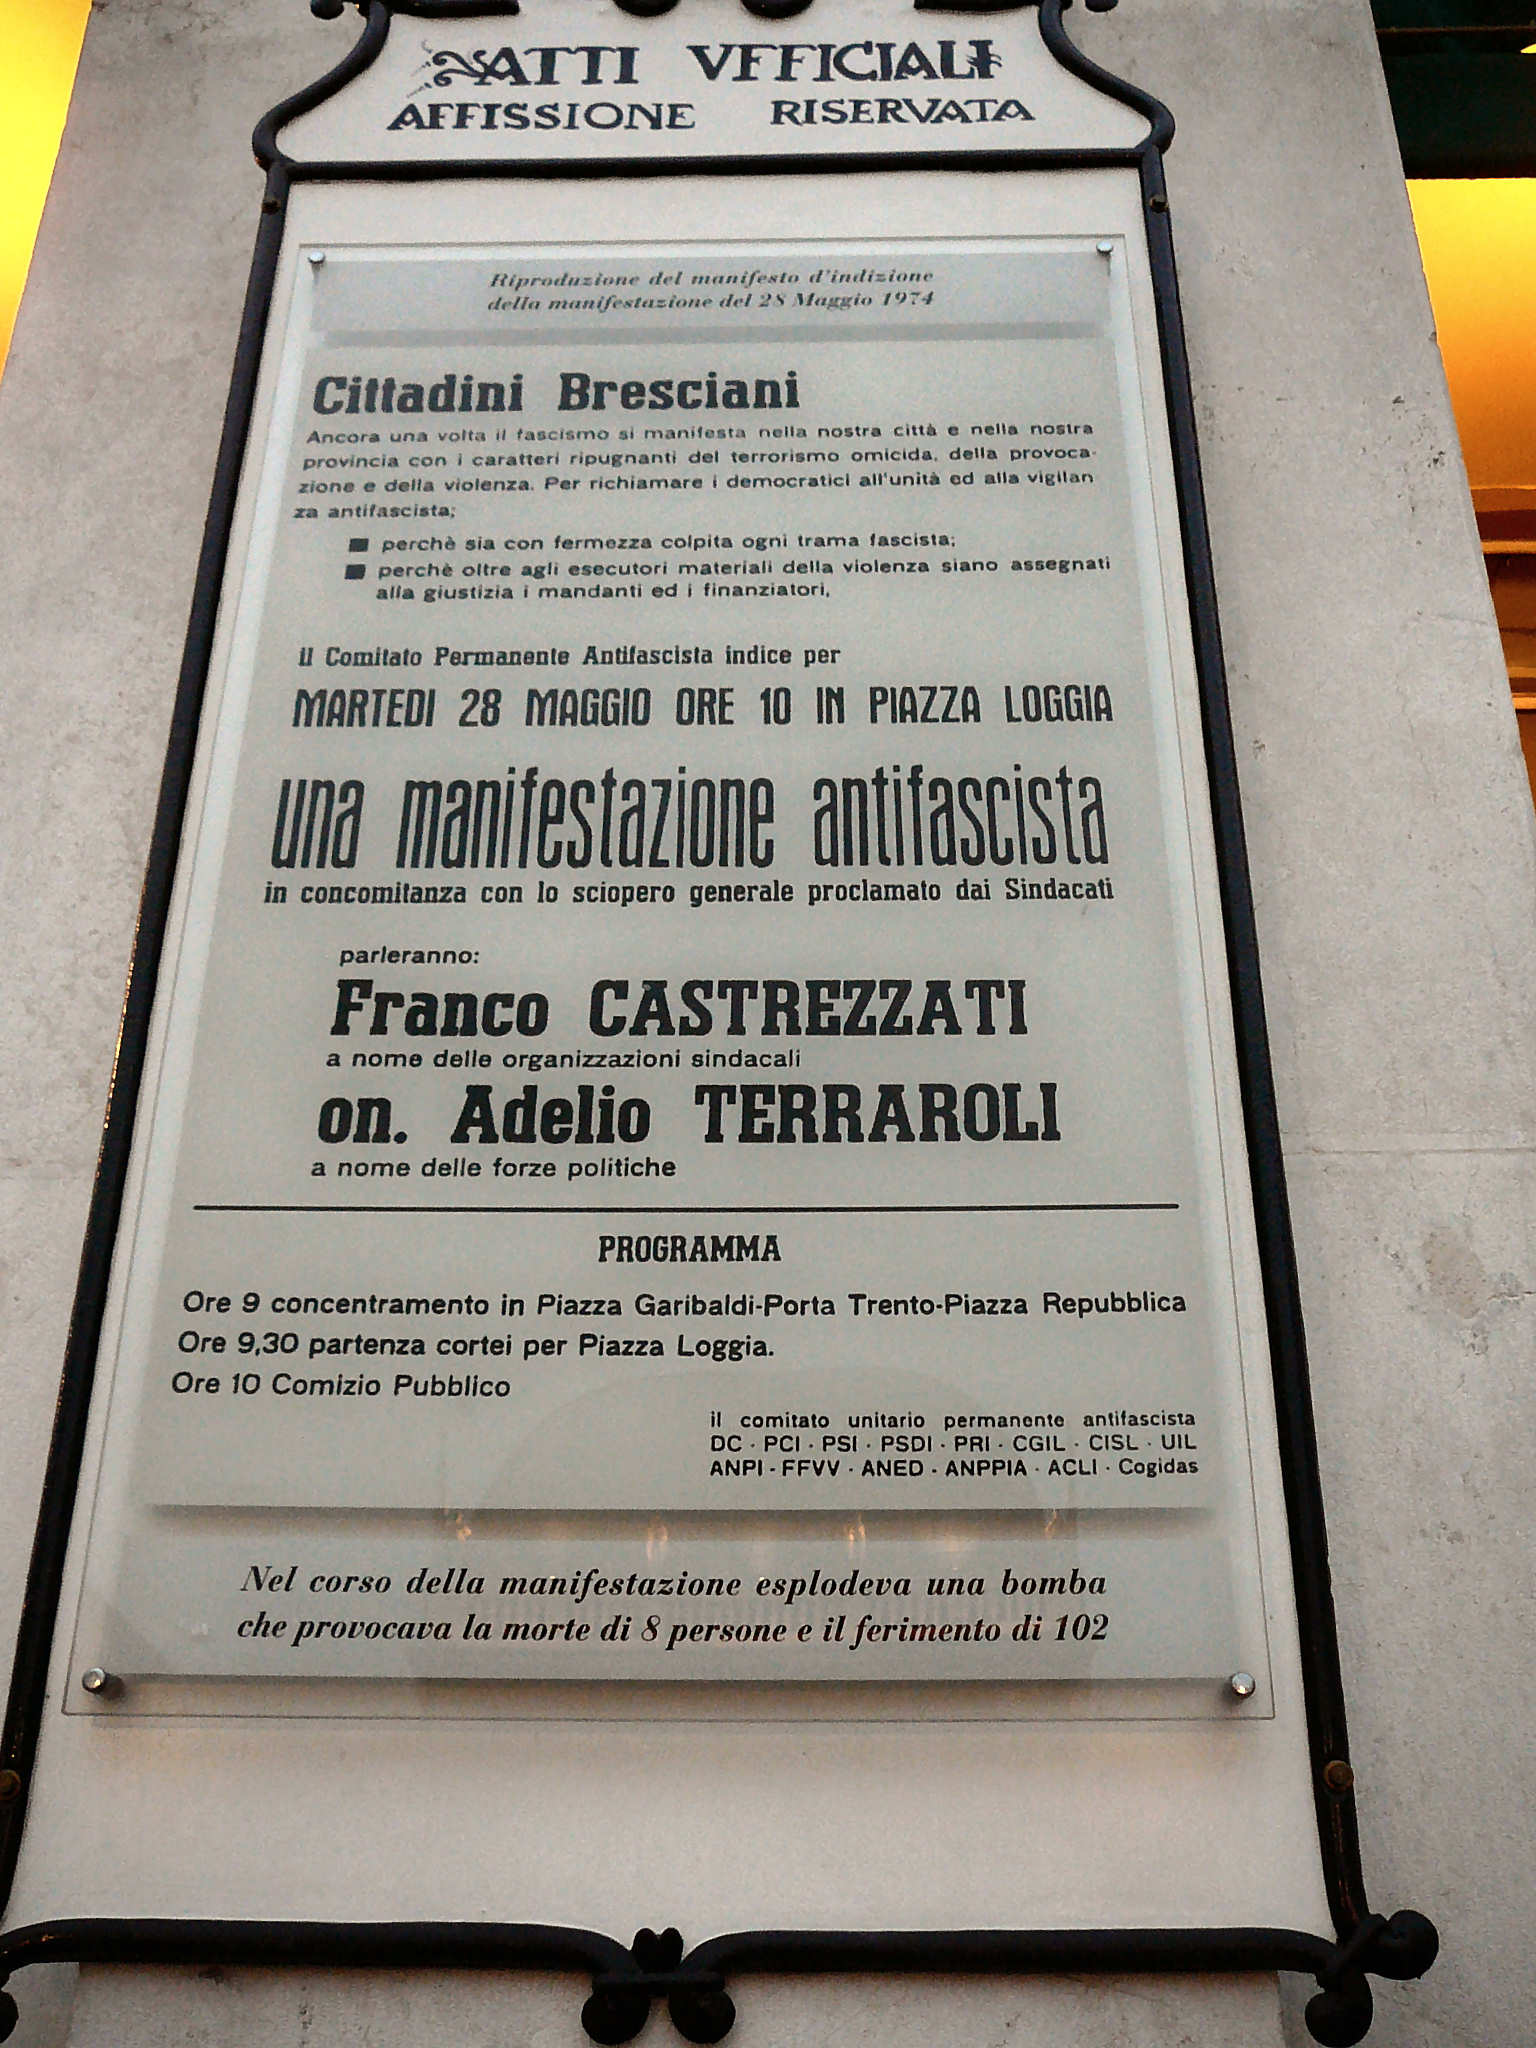 ATTI VFFICIALI
AFFISSIONE RISERVATA
Riproduzione del manifesto d'indizione
della manifestazione del 28 Maggio 1974
Cittadini Bresciani
Ancora una volta il fascismo si manifesta nella nostra città e nella nostra
provincia con i caratteri ripugnanti del terrorismo omicida, della provoca-
zione e della violenza. Per richiamare i democratici all'unità ed alla vigilan
za antifascista;
■ perchè sia con fermezza colpita ogni trama fascista;
■ perchè oltre agli esecutori materiali della violenza siano assegnati
alla giustizia i mandanti ed i finanziatori,
il Comitato Permanente Antifascista indice per
MARTEDI 28 MAGGIO ORE 10 IN PIAZZA LOGGIA
una manifestazione antifascista
in concomitanza con lo sciopero generale proclamato dai Sindacati
parleranno:
Franco CASTREZZATI
a nome delle organizzazioni sindacali
on. Adelio TERRAROLI
a nome delle forze politiche
PROGRAMMA
Ore 9 concentramento in Piazza Garibaldi-Porta Trento-Piazza Repubblica
Ore 9,30 partenza cortei per Piazza Loggia.
Ore 10 Comizio Pubblico
il comitato unitario permanente antifascista
DC · PCI · PSI · PSDI · PRI · CGIL · CISL · UIL
ANPI - FFVV · ANED · ANPPIA · ACLI · Cogidas
Nel corso della manifestazione esplodeva una bomba
che provocava la morte di 8 persone e il ferimento di 102